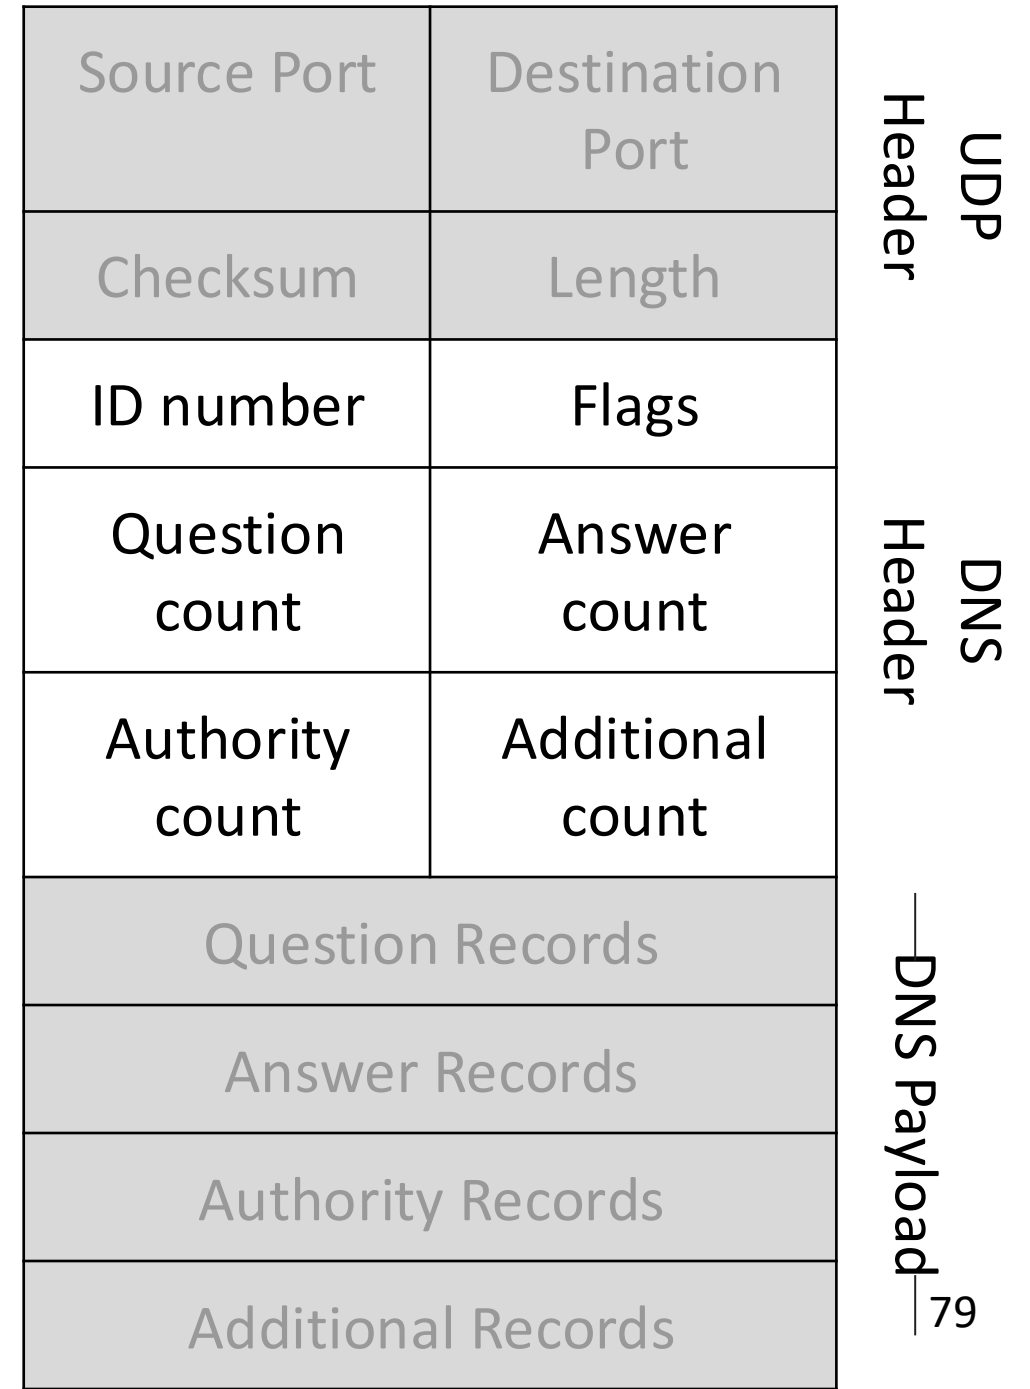 Source Port
Destination
Port
Checksum
Length
ID number
Flags
Question
count
Answer
count
Authority
count
Additional
count
Question Records
Answer Records
Authority Records
Additional Records
UDP
Header
DNS
Header
DNS Payload
79